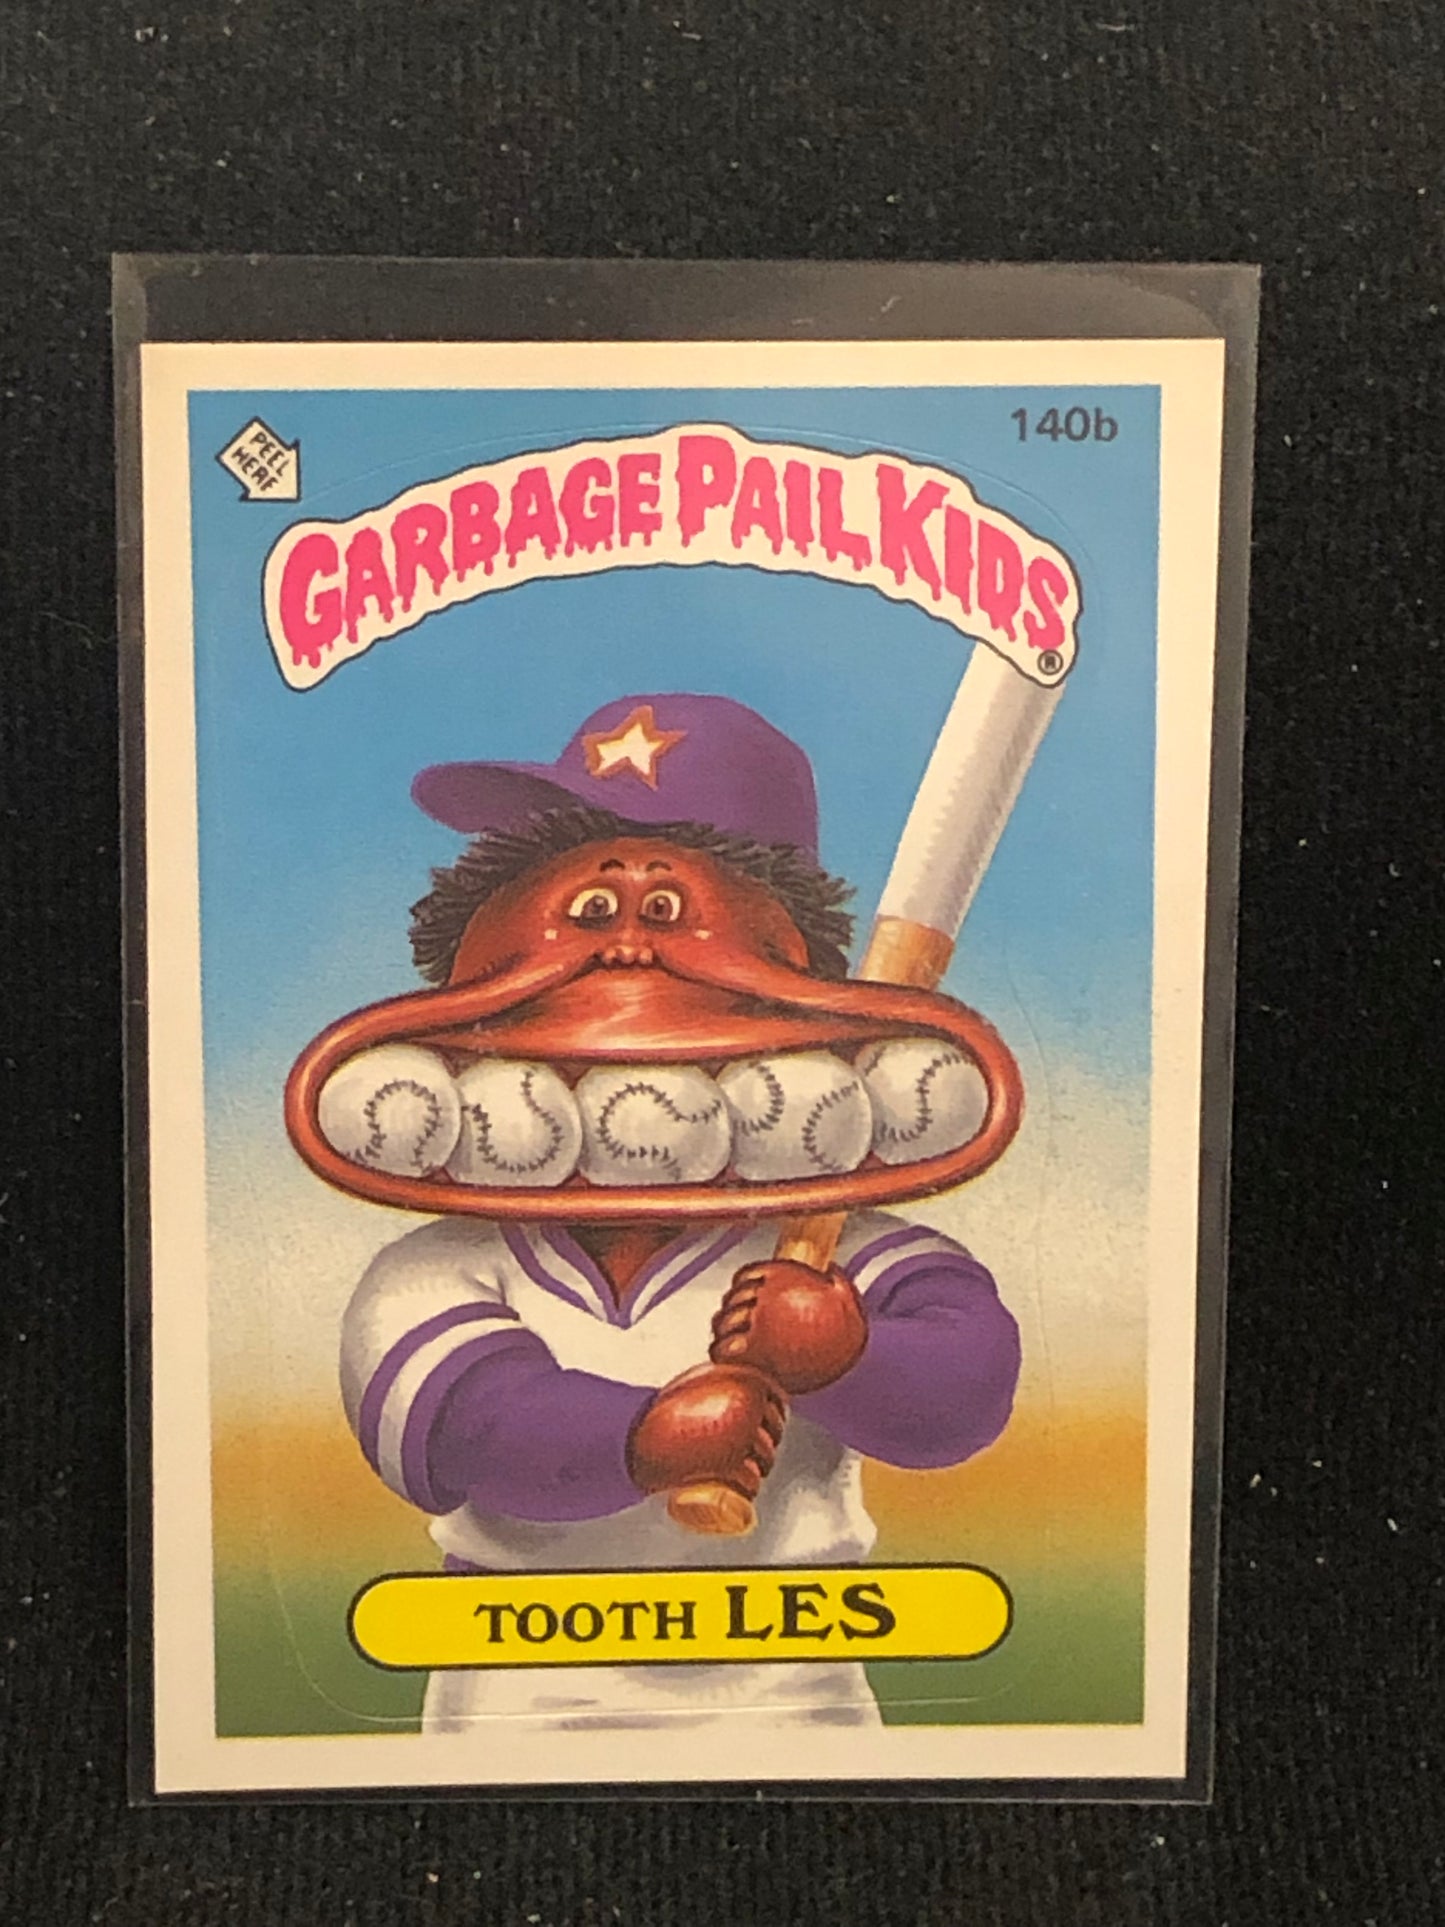 140b
PEEL
HERE
GARBAGE PAIL KIDS
®
TOOTH LES